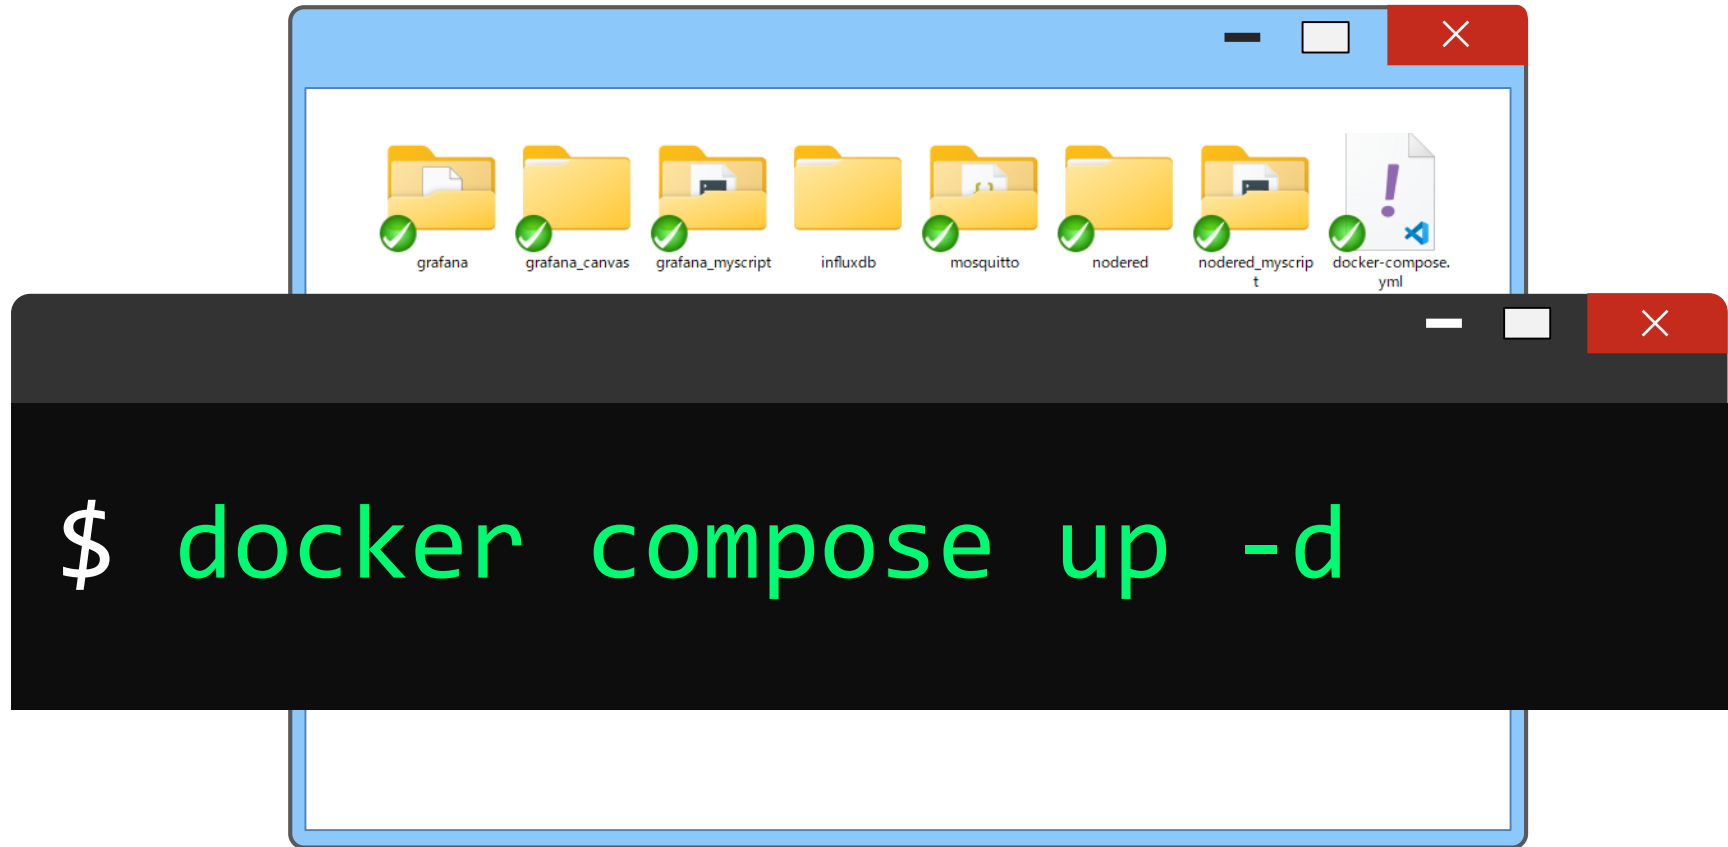 grafana
grafana_canvas
grafana_myscript
influxdb
mosquitto
nodered
nodered_myscrip
t
docker-compose.
yml
$ docker compose up -d